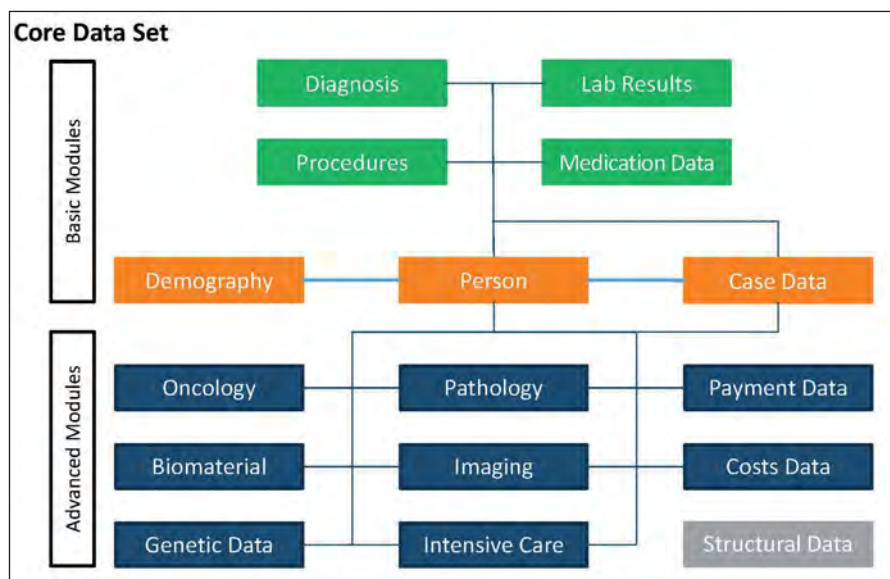 Core Data Set
Basic Modules
Diagnosis
Lab Results
Procedures
Medication Data
Demography
Person
Case Data
Advanced Modules
Oncology
Pathology
Payment Data
Biomaterial
Imaging
Costs Data
Genetic Data
Intensive Care
Structural Data